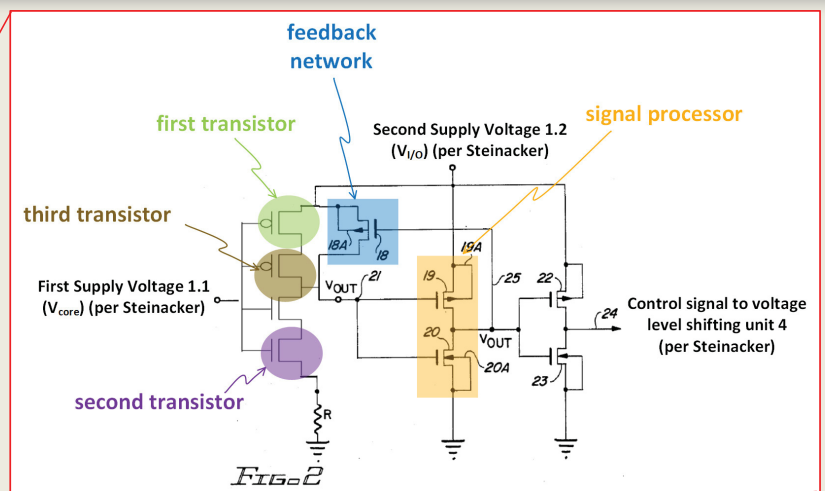 feedback
network
signal processor
first transistor
Second Supply Voltage 1.2
(VI/O) (per Steinacker)
third transistor
18A
18
19A
First Supply Voltage 1.1
(Vcore) (per Steinacker)
VOUT
21
19
25
22
24
Control signal to voltage
level shifting unit 4
(per Steinacker)
20
VOUT
20A
23
second transistor
R
FIG. 2